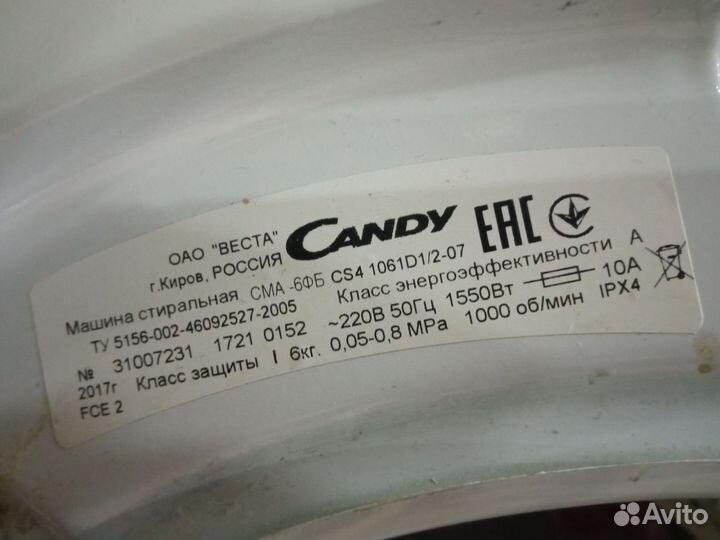 ОАО "ВЕСТА"
г.Киров, РОССИЯ
CANDY
EAC
Машина стиральная СМА -6ФБ CS4 1061D1/2-07
ТУ 5156-002-46092527-2005 Класс энергоэффективности А
№ 31007231 1721 0152 ~220В 50Гц 1550Вт 10А
2017г Класс защиты I 6кг. 0,05-0,8 MPa 1000 об/мин IPX4
FCE 2
Avito